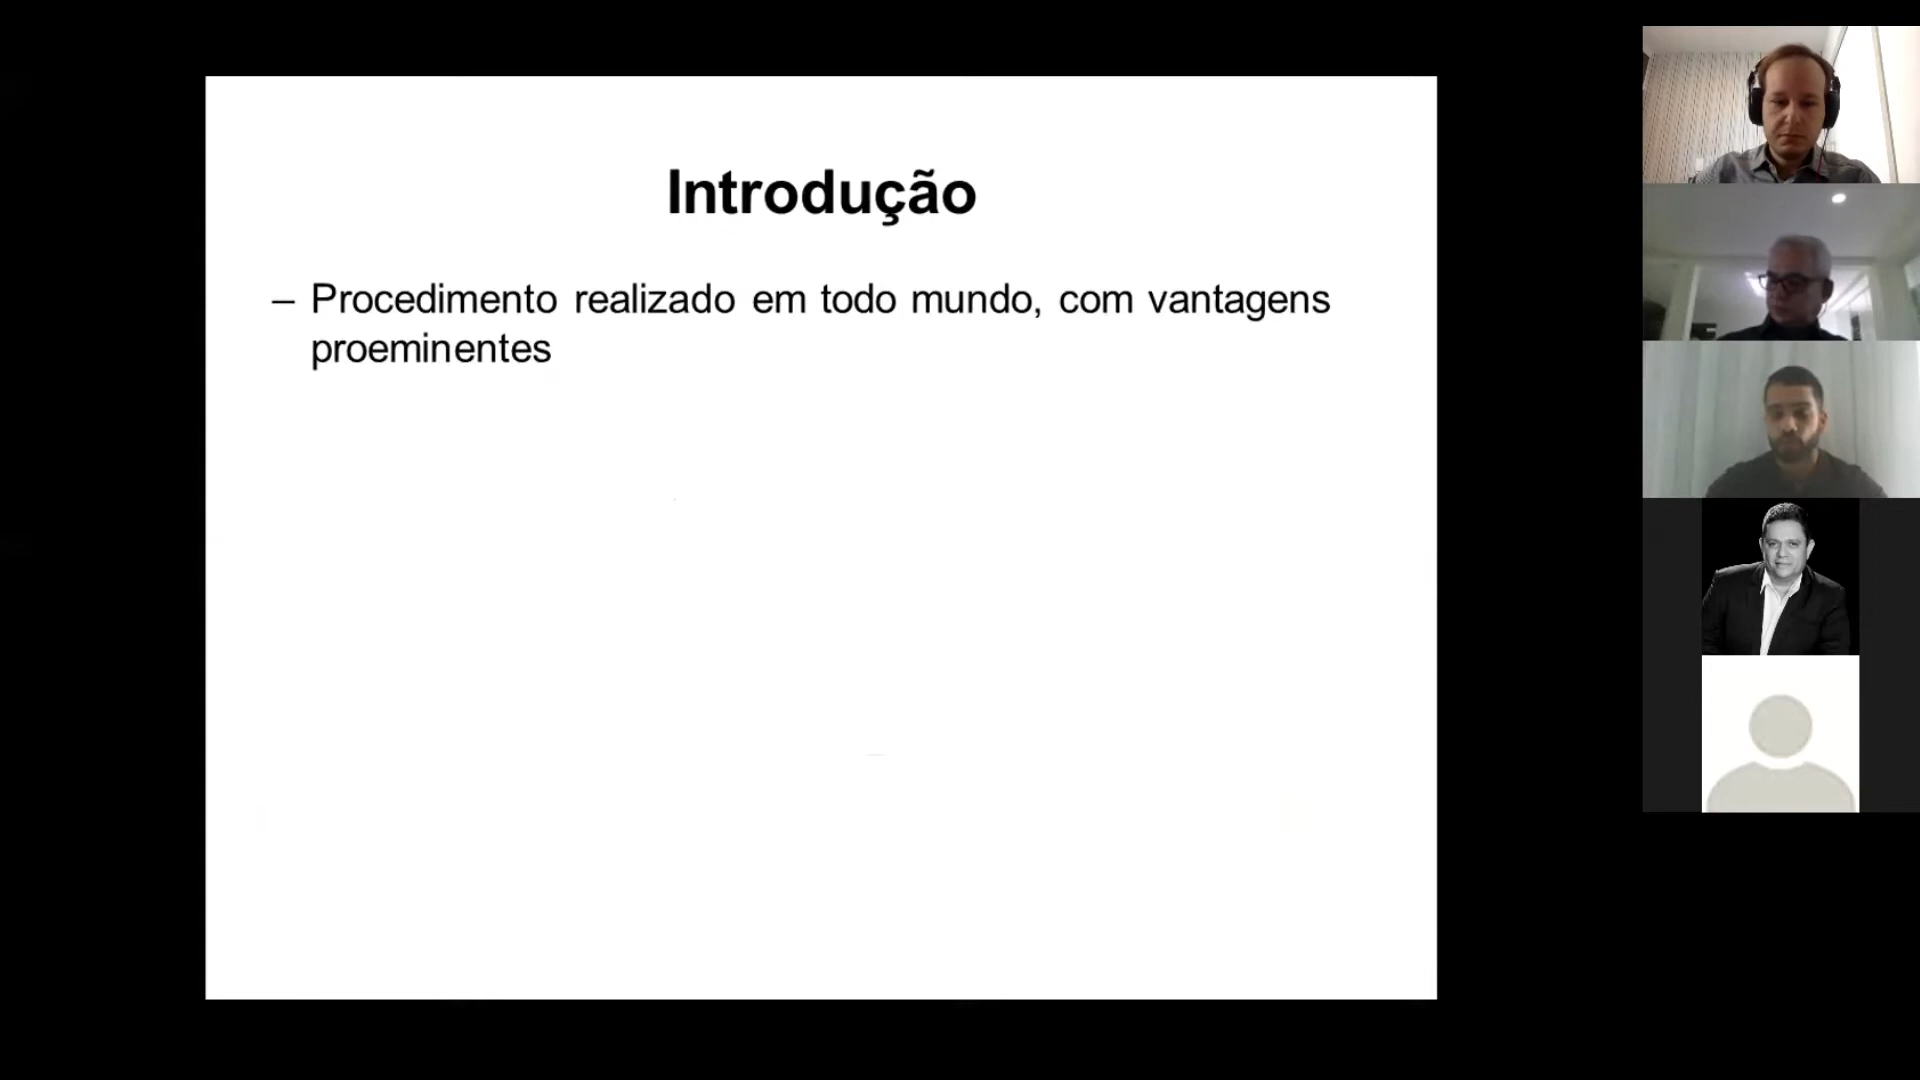 Introdução
– Procedimento realizado em todo mundo, com vantagens
proeminentes